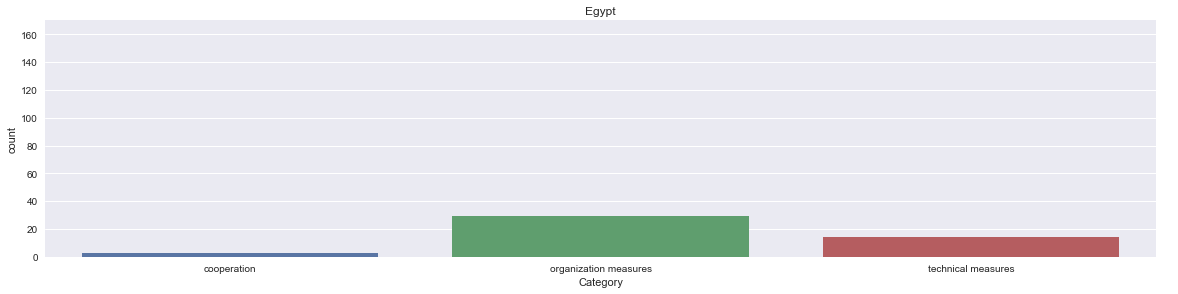 Egypt
160
140
120
100
80
60
40
20
0
count
cooperation
organization measures
technical measures
Category